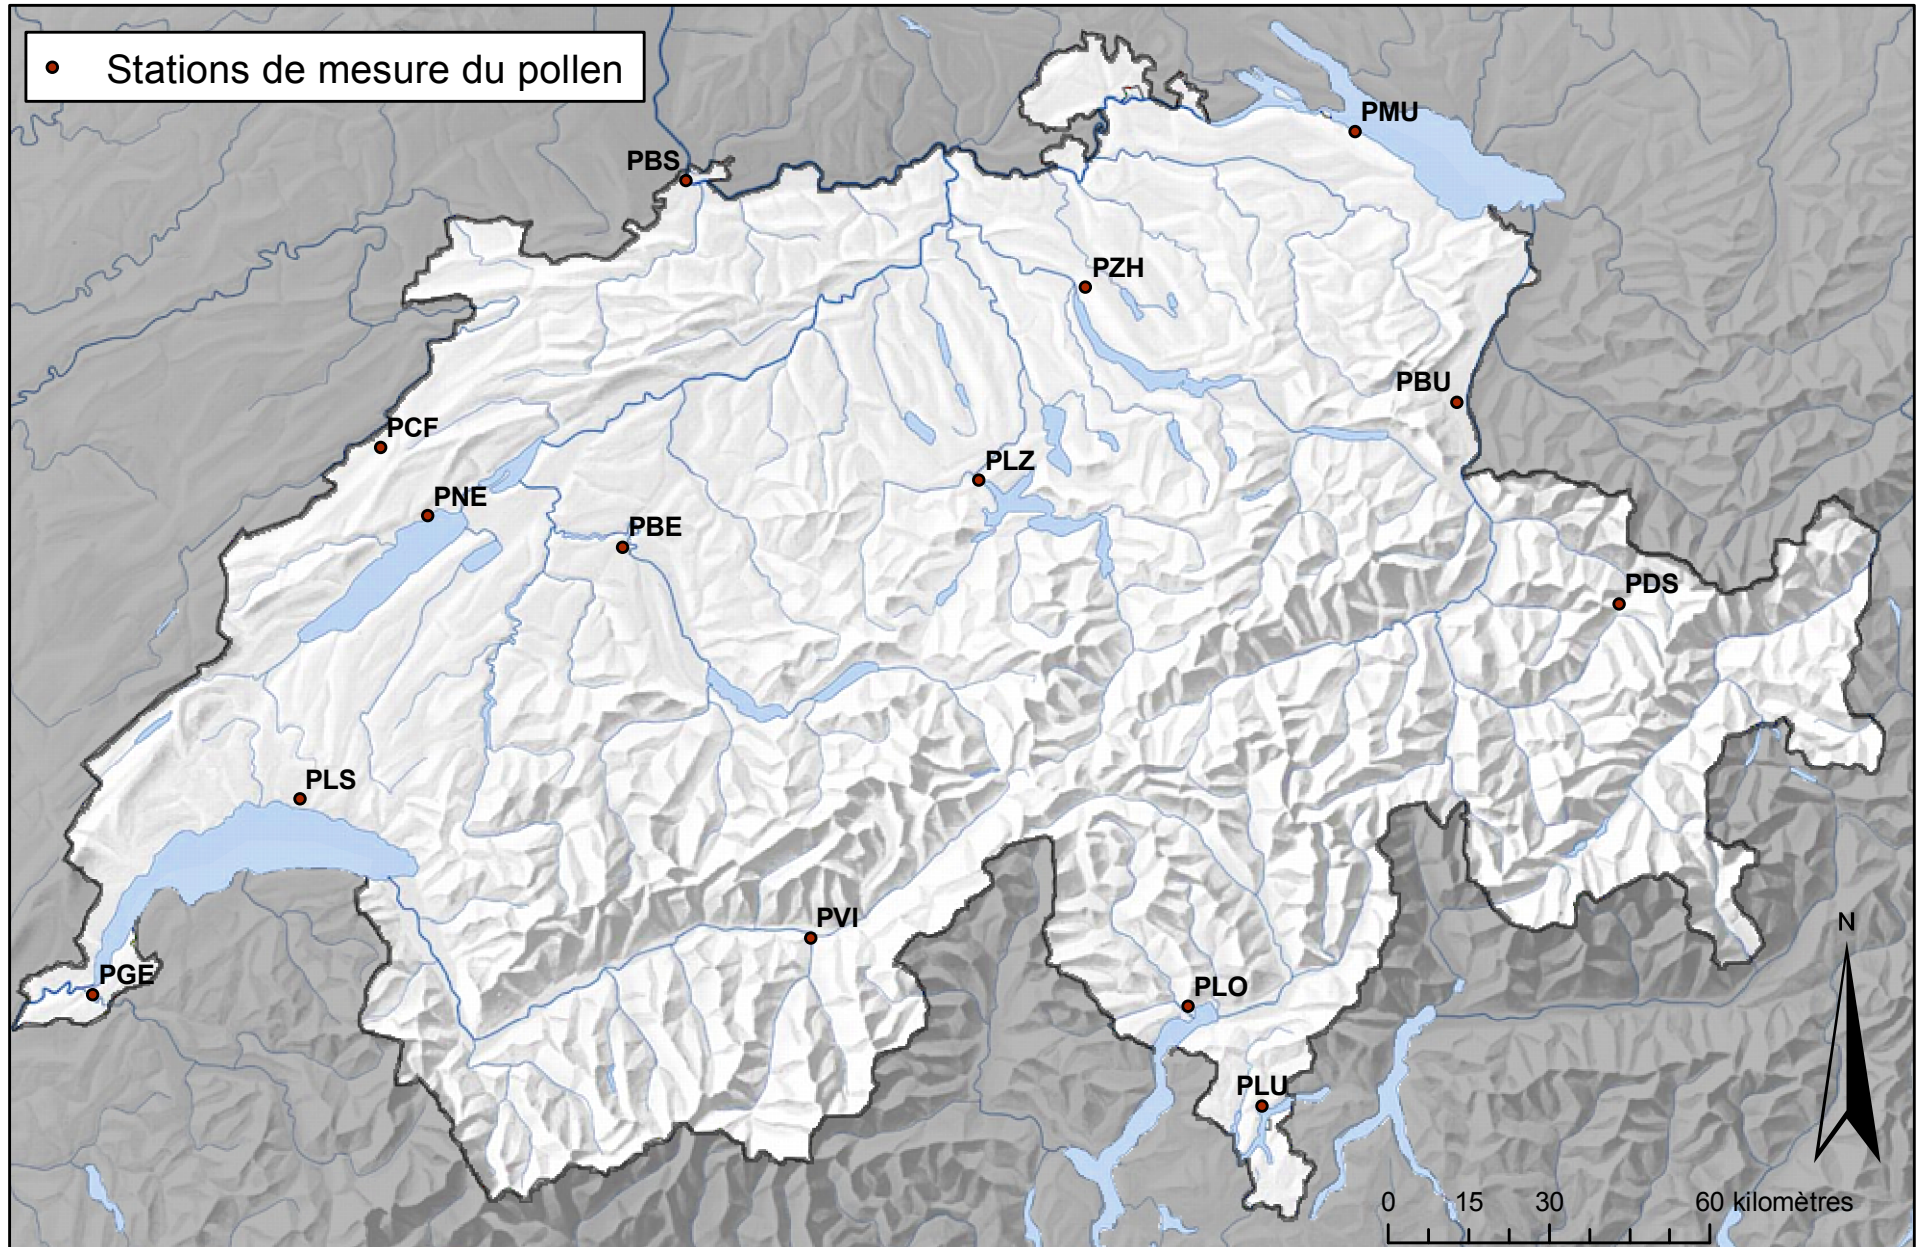 Stations de mesure du pollen
PMU
PBS
PZH
PBU
PCF
PLZ
PNE
PBE
PDS
PLS
PVI
N
PGE
PLO
PLU
0 15 30 60 kilomètres